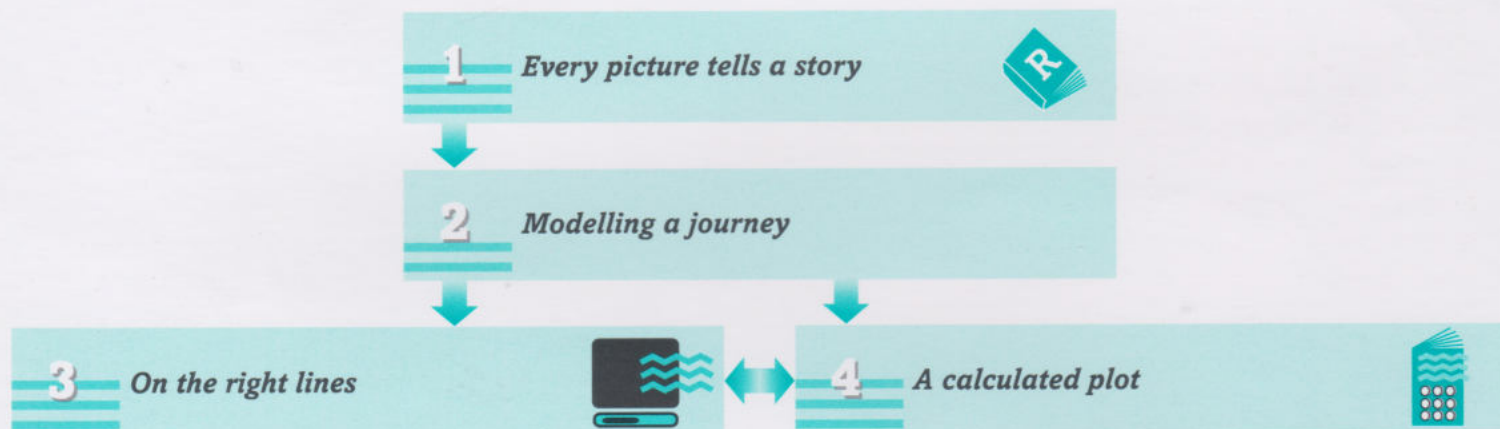 1 Every picture tells a story R
2 Modelling a journey
3 On the right lines
4 A calculated plot